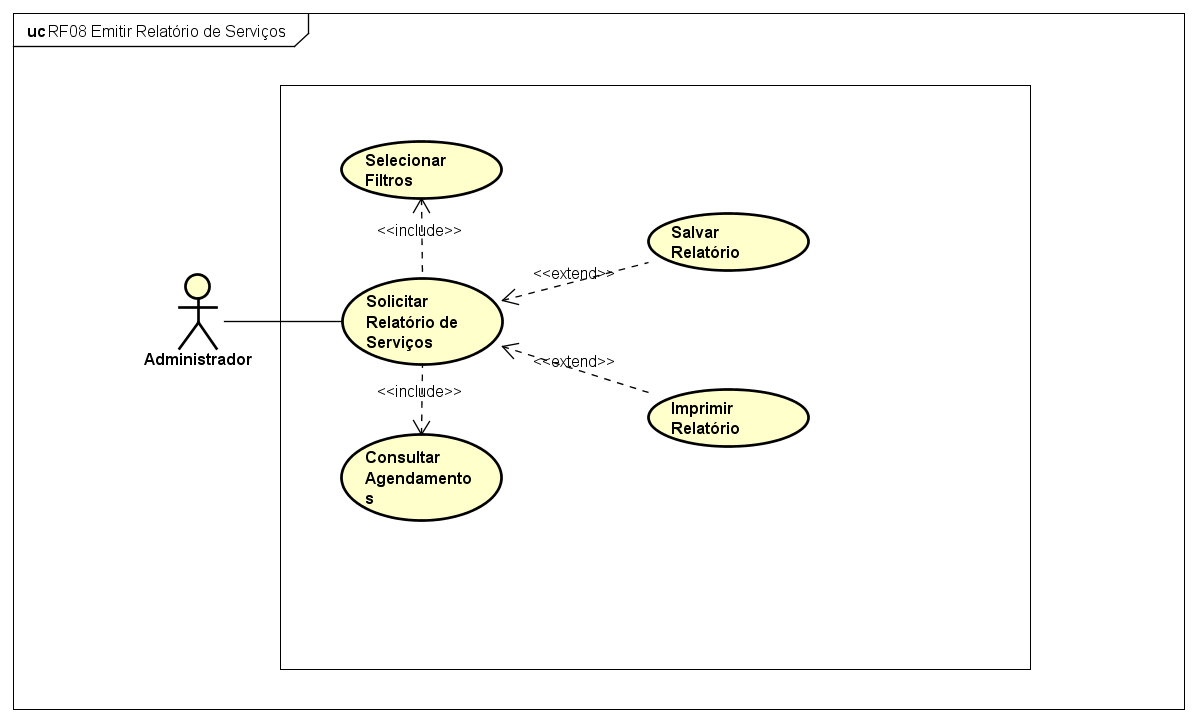 uc RF08 Emitir Relatório de Serviços
Selecionar
Filtros
<<include>>
Salvar
Relatório
<<extend>>
Solicitar
Relatório de
Serviços
Administrador
<<extend>>
<<include>>
Imprimir
Relatório
Consultar
Agendamento
s